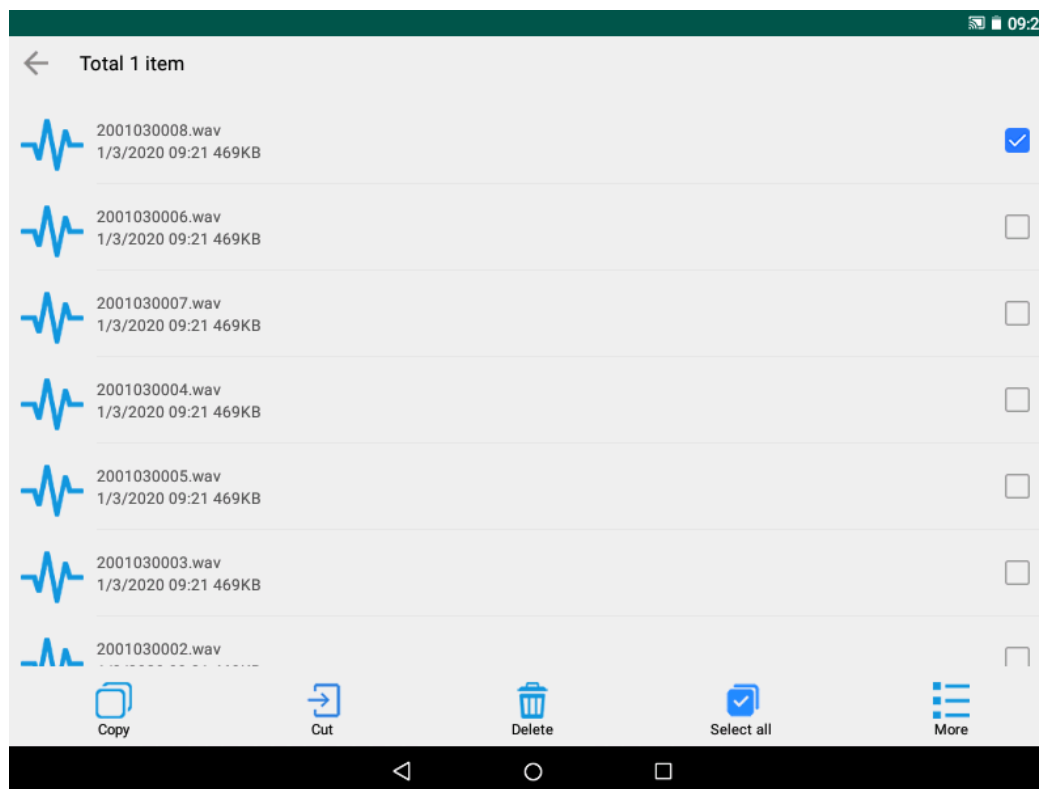 09:2
Total 1 item
2001030008.wav
1/3/2020 09:21 469KB
2001030006.wav
1/3/2020 09:21 469KB
2001030007.wav
1/3/2020 09:21 469KB
2001030004.wav
1/3/2020 09:21 469KB
2001030005.wav
1/3/2020 09:21 469KB
2001030003.wav
1/3/2020 09:21 469KB
2001030002.wav
Copy Cut Delete Select all More